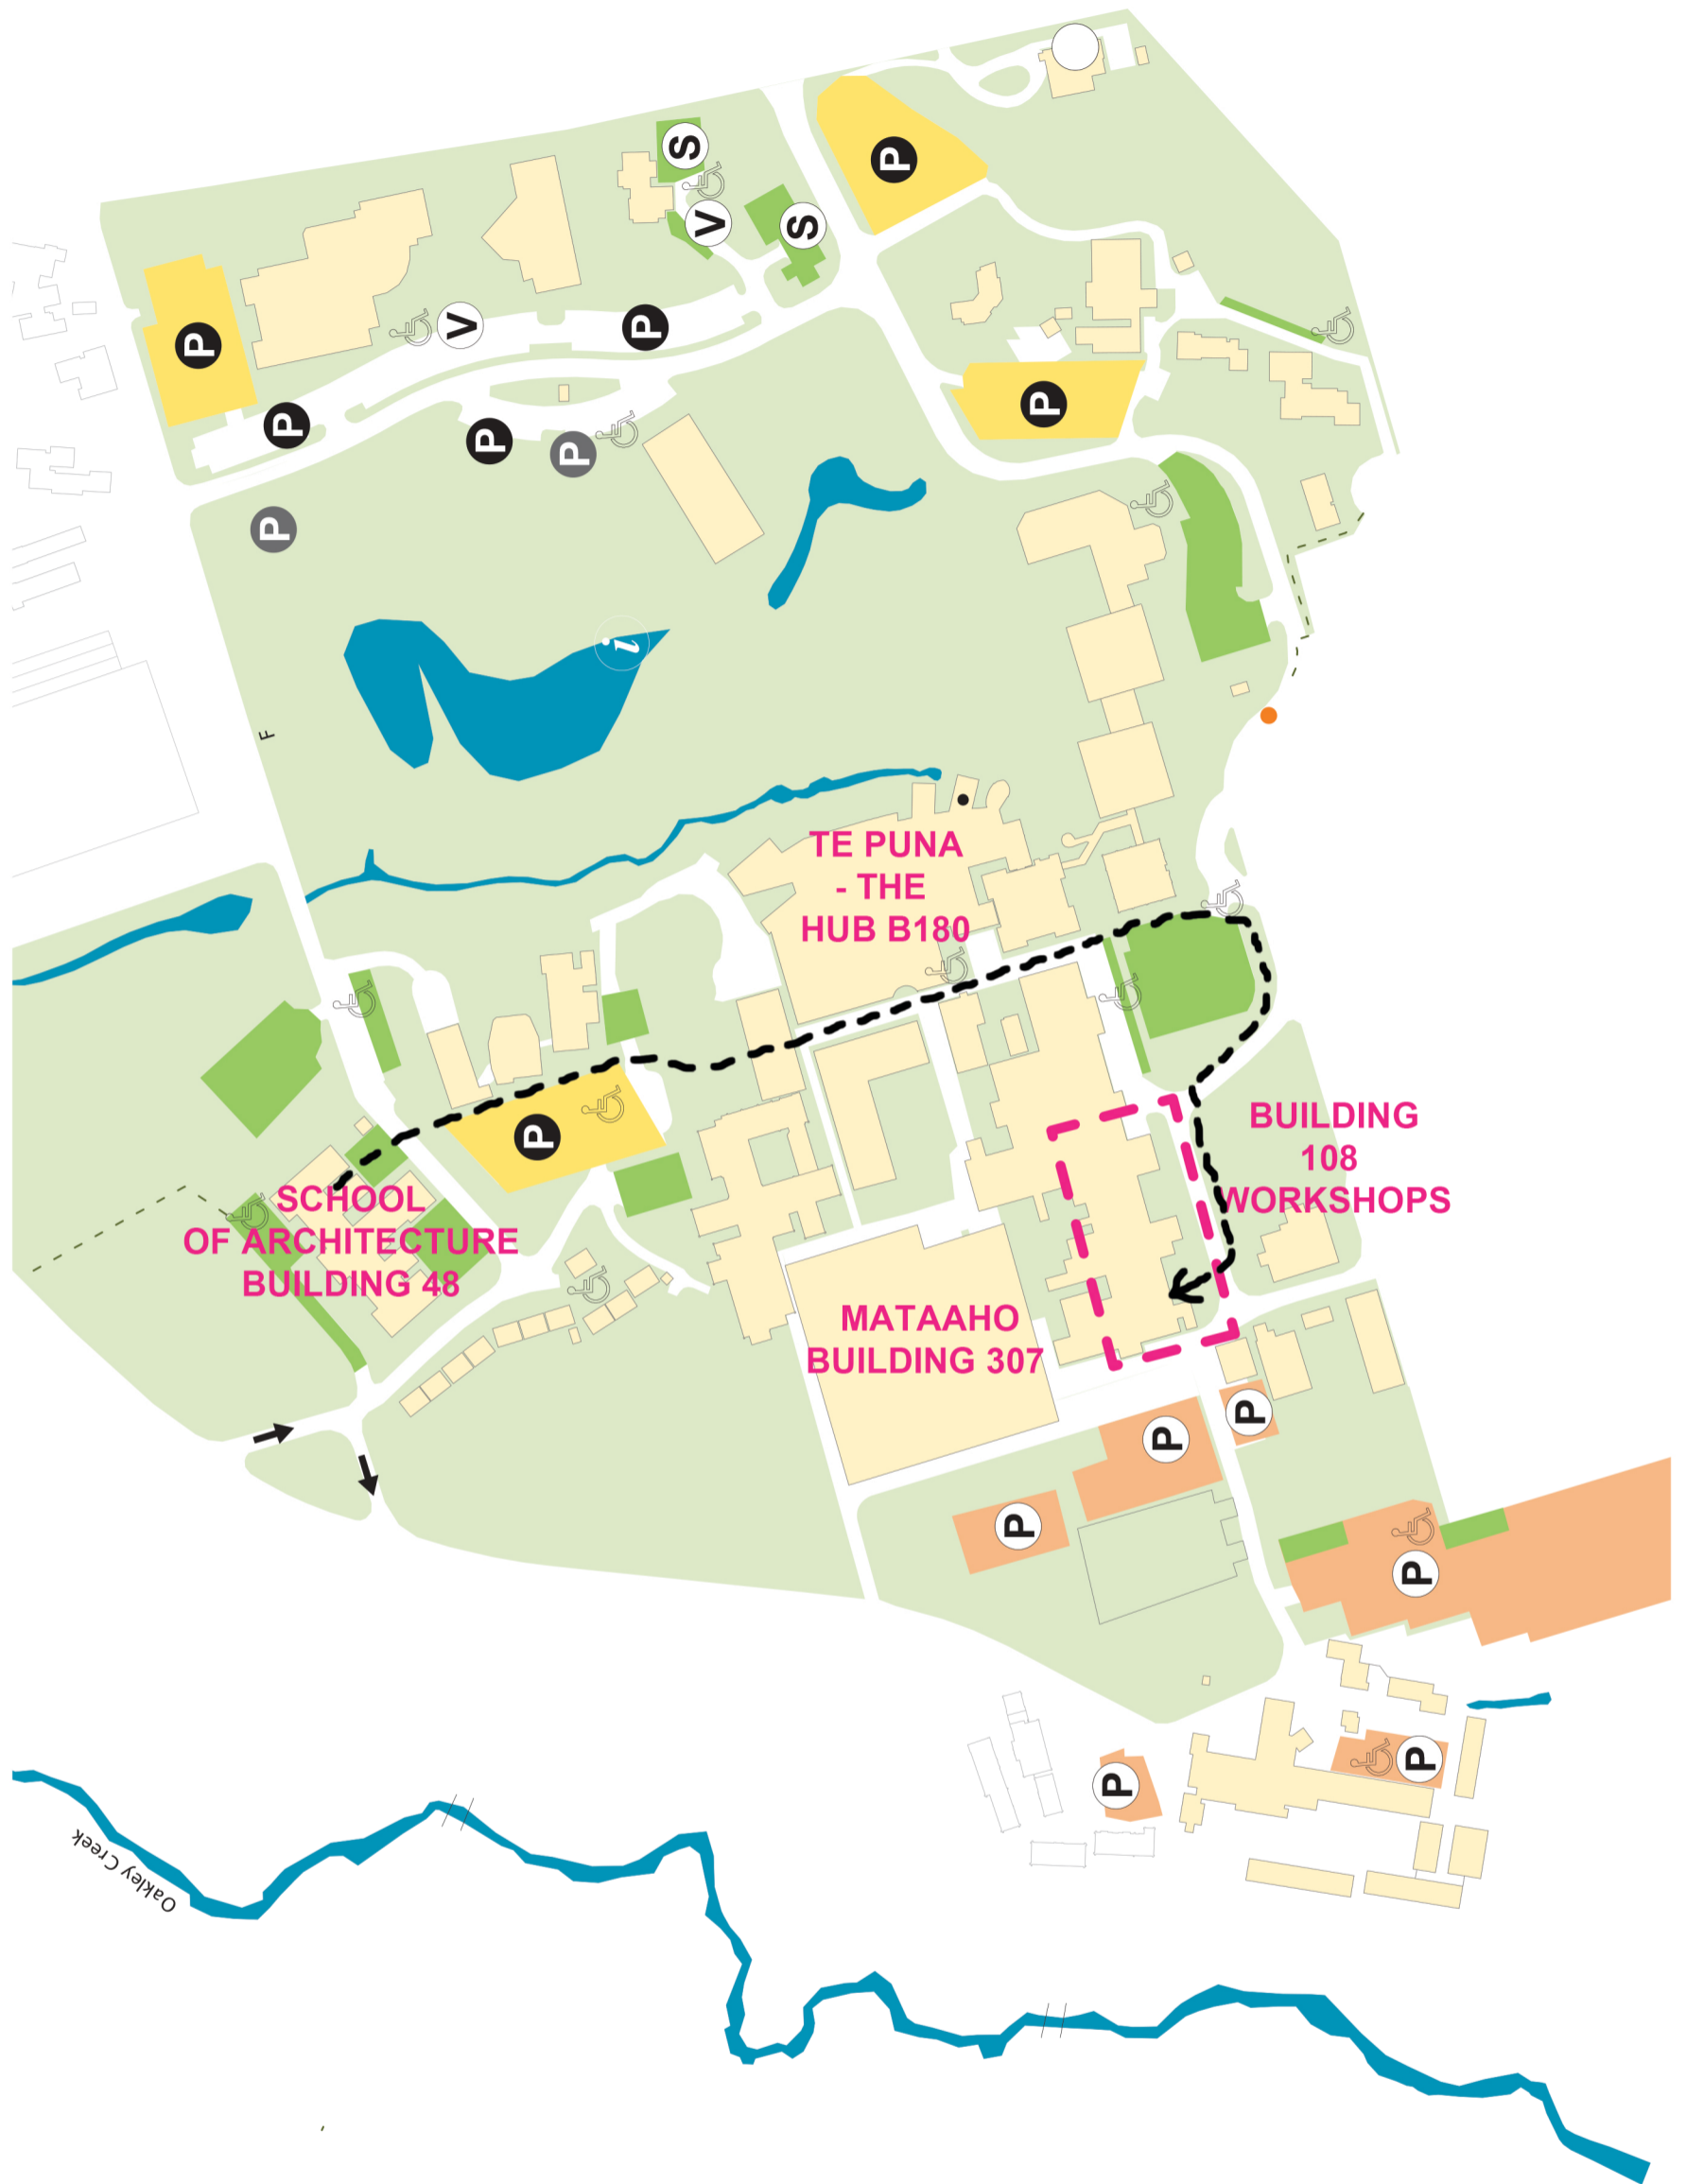 S
P
V
S
V
P
P
P
P
P
P
P
P
i
F
TE PUNA
- THE
HUB B180
BUILDING
108
WORKSHOPS
P
SCHOOL
OF ARCHITECTURE
BUILDING 48
MATAAHO
BUILDING 307
P
P
P
P
P
P
Oakley Creek